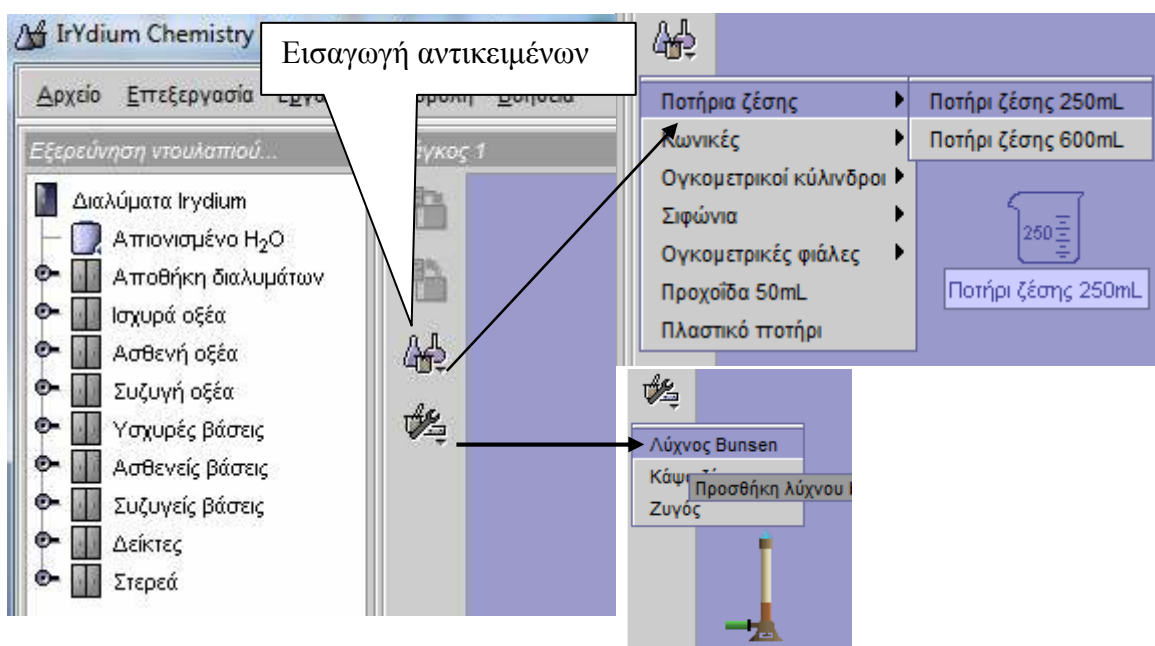 IrYdium Chemistry
Εισαγωγή αντικειμένων
Αρχείο Επεξεργασία
Εξερεύνηση ντουλαπιού...
Διαλύματα Irydium
Απιονισμένο H₂O
Αποθήκη διαλυμάτων
Ισχυρά οξέα
Ασθενή οξέα
Συζυγή οξέα
Υσχυρές βάσεις
Ασθενείς βάσεις
Συζυγείς βάσεις
Δείκτες
Στερεά
1
Ποτήρια ζέσης
Κωνικές
Ογκομετρικοί κύλινδροι
Σιφώνια
Ογκομετρικές φιάλες
Προχοΐδα 50mL
Πλαστικό ποτήρι
Ποτήρι ζέσης 250mL
Ποτήρι ζέσης 600mL
250
Ποτήρι ζέσης 250mL
Λύχνος Bunsen
Προσθήκη λύχνου
Ζυγός